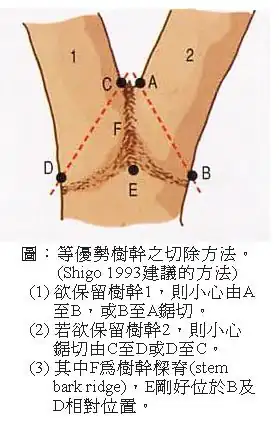 1
2
C
A
F
D
B
E
圖：等優勢樹幹之切除方法。
(Shigo 1993建議的方法)
(1) 欲保留樹幹1，則小心由A
至B，或B至A鋸切。
(2) 若欲保留樹幹2，則小心
鋸切由C至D或D至C。
(3) 其中F為樹幹樑脊(stem
bark ridge)，E剛好位於B及
D相對位置。